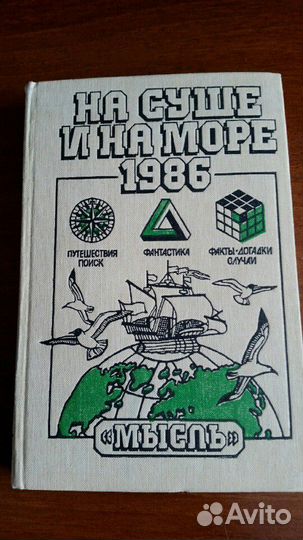 НА СУШЕ
И НА МОРЕ
1986
ПУТЕШЕСТВИЯ
ПОИСК
ФАНТАСТИКА
ФАКТЫ·ДОГАДКИ
СЛУЧАИ
«МЫСЛЬ»
Avito